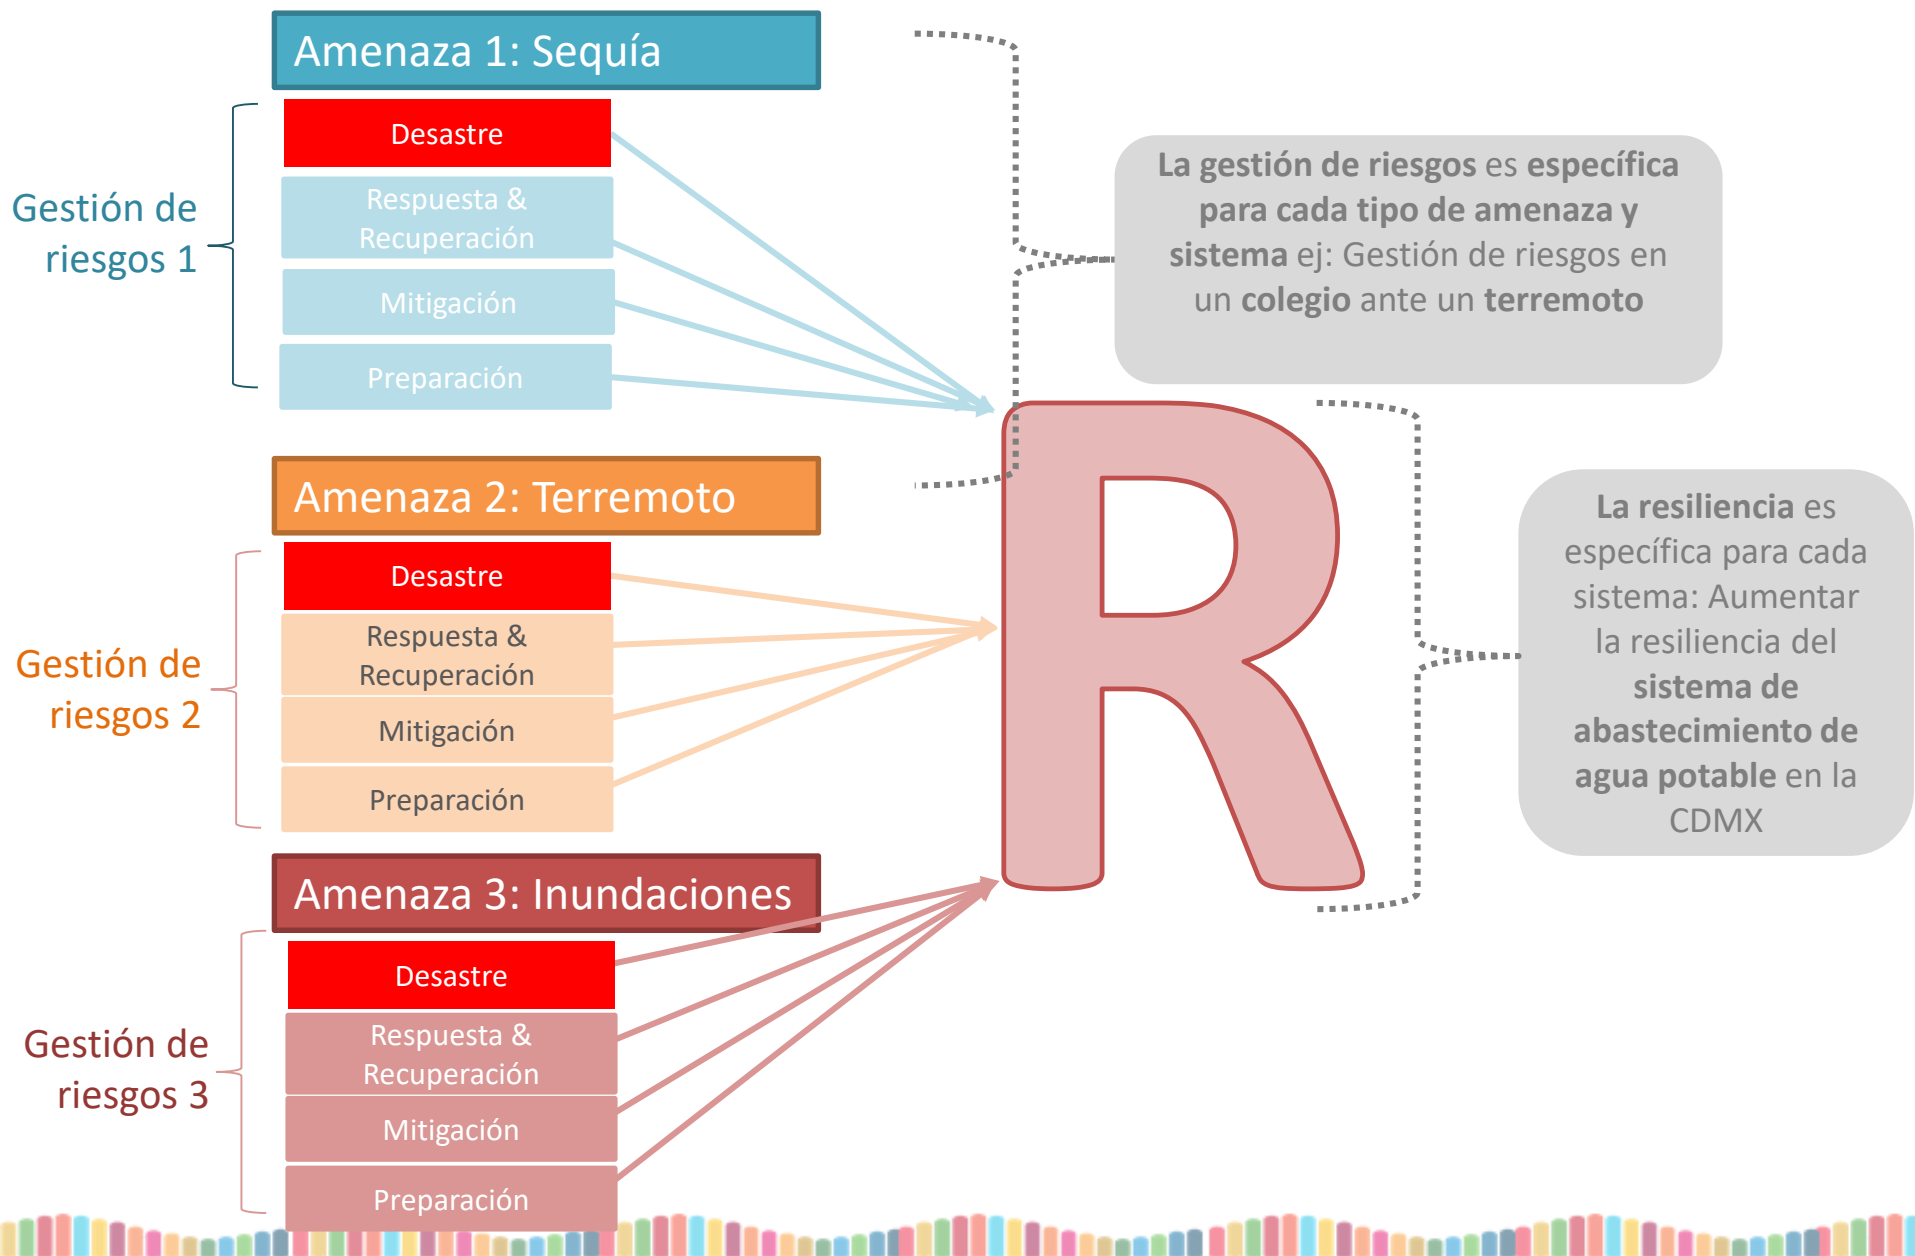 Amenaza 1: Sequía
Gestión de
riesgos 1
Desastre
Respuesta &
Recuperación
Mitigación
Preparación
La gestión de riesgos es específica
para cada tipo de amenaza y
sistema ej: Gestión de riesgos en
un colegio ante un terremoto
Amenaza 2: Terremoto
Gestión de
riesgos 2
Desastre
Respuesta &
Recuperación
Mitigación
Preparación
R
La resiliencia es
específica para cada
sistema: Aumentar
la resiliencia del
sistema de
abastecimiento de
agua potable en la
CDMX
Amenaza 3: Inundaciones
Gestión de
riesgos 3
Desastre
Respuesta &
Recuperación
Mitigación
Preparación